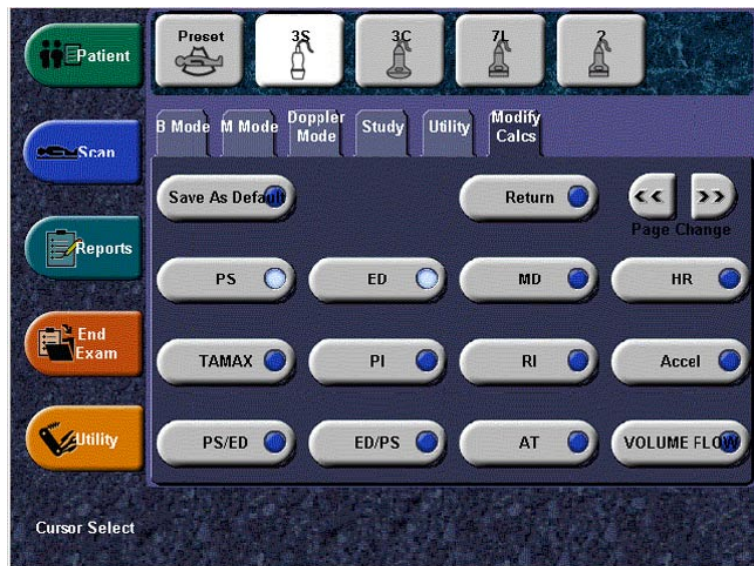 Patient
Preset
3S
3C
7L
2
B Mode
M Mode
Doppler
Mode
Study
Utility
Modify
Calcs
Scan
Save As Default
Return
<<
>>
Page Change
Reports
PS
ED
MD
HR
End
Exam
TAMAX
PI
RI
Accel
Utility
PS/ED
ED/PS
AT
VOLUME FLOW
Cursor Select